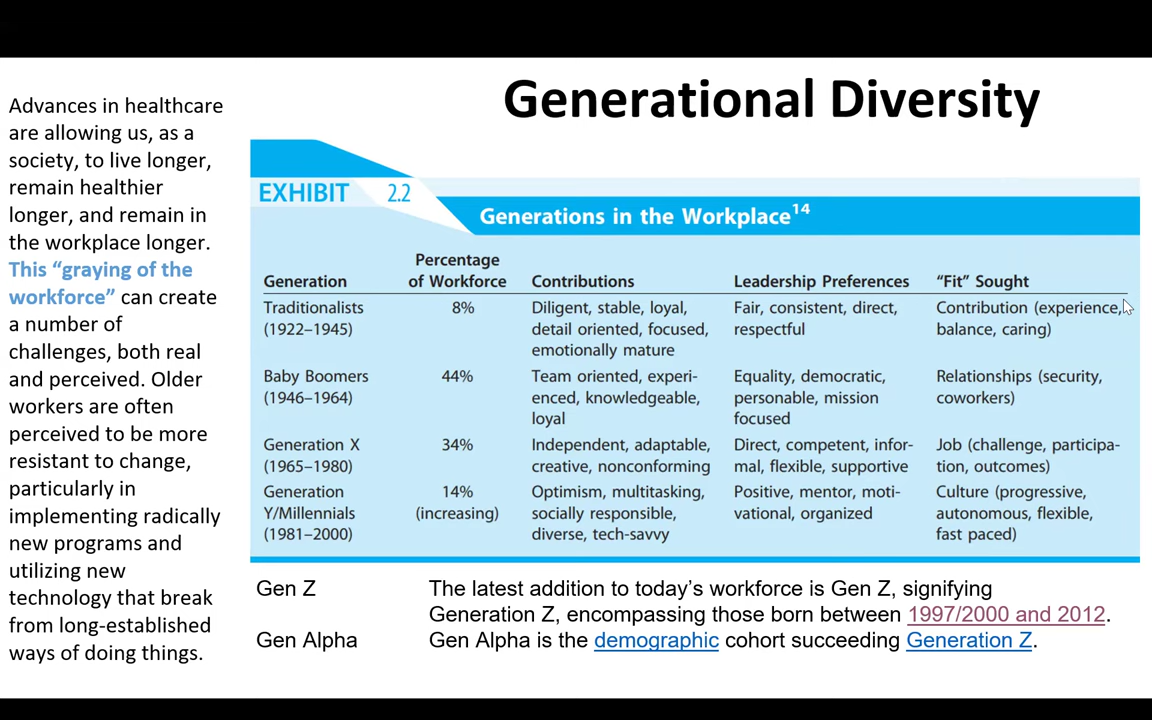 Generational Diversity
Advances in healthcare
are allowing us, as a
society, to live longer,
remain healthier
longer, and remain in
the workplace longer.
This “graying of the
workforce” can create
a number of
challenges, both real
and perceived. Older
workers are often
perceived to be more
resistant to change,
particularly in
implementing radically
new programs and
utilizing new
technology that break
from long-established
ways of doing things.
EXHIBIT 2.2
Generations in the Workplace14
Percentage
Generation of Workforce Contributions Leadership Preferences “Fit” Sought
Traditionalists 8% Diligent, stable, loyal, Fair, consistent, direct, Contribution (experience,
(1922–1945) detail oriented, focused, respectful balance, caring)
emotionally mature
Baby Boomers 44% Team oriented, experi- Equality, democratic, Relationships (security,
(1946–1964) enced, knowledgeable, personable, mission coworkers)
loyal focused
Generation X 34% Independent, adaptable, Direct, competent, infor- Job (challenge, participa-
(1965–1980) creative, nonconforming mal, flexible, supportive tion, outcomes)
Generation 14% Optimism, multitasking, Positive, mentor, moti- Culture (progressive,
Y/Millennials (increasing) socially responsible, vational, organized autonomous, flexible,
(1981–2000) diverse, tech-savvy fast paced)
Gen Z The latest addition to today’s workforce is Gen Z, signifying
Generation Z, encompassing those born between 1997/2000 and 2012.
Gen Alpha Gen Alpha is the demographic cohort succeeding Generation Z.